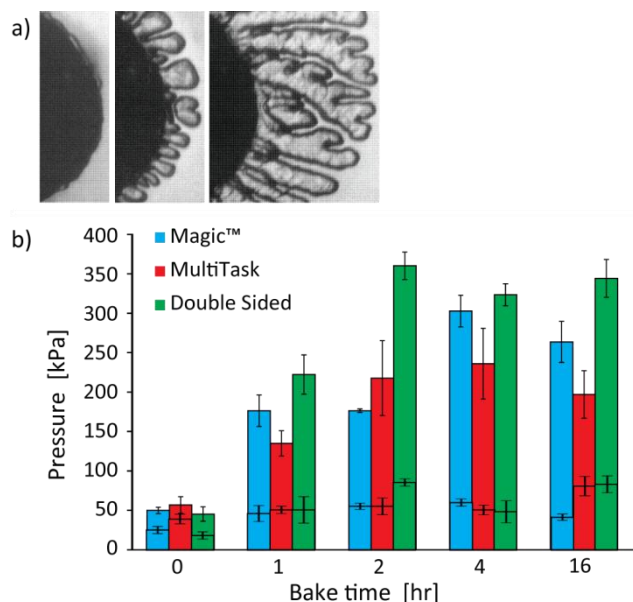 a)
b)
400
350
300
250
200
150
100
50
0
Pressure [kPa]
Magic™
MultiTask
Double Sided
0 1 2 4 16
Bake time [hr]